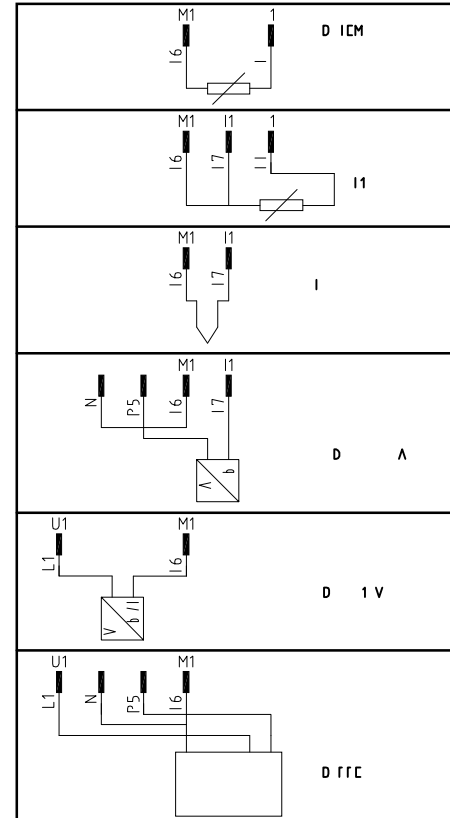 M1 1
I6 I
D ICM
M1 I1 1
I6 I7 I1
I1
M1 I1
I6 I7
I
M1 I1
N P5 I6 I7
D Λ
U1 M1
L1 I6
D 1 V
U1 M1
L1 N P5 I6